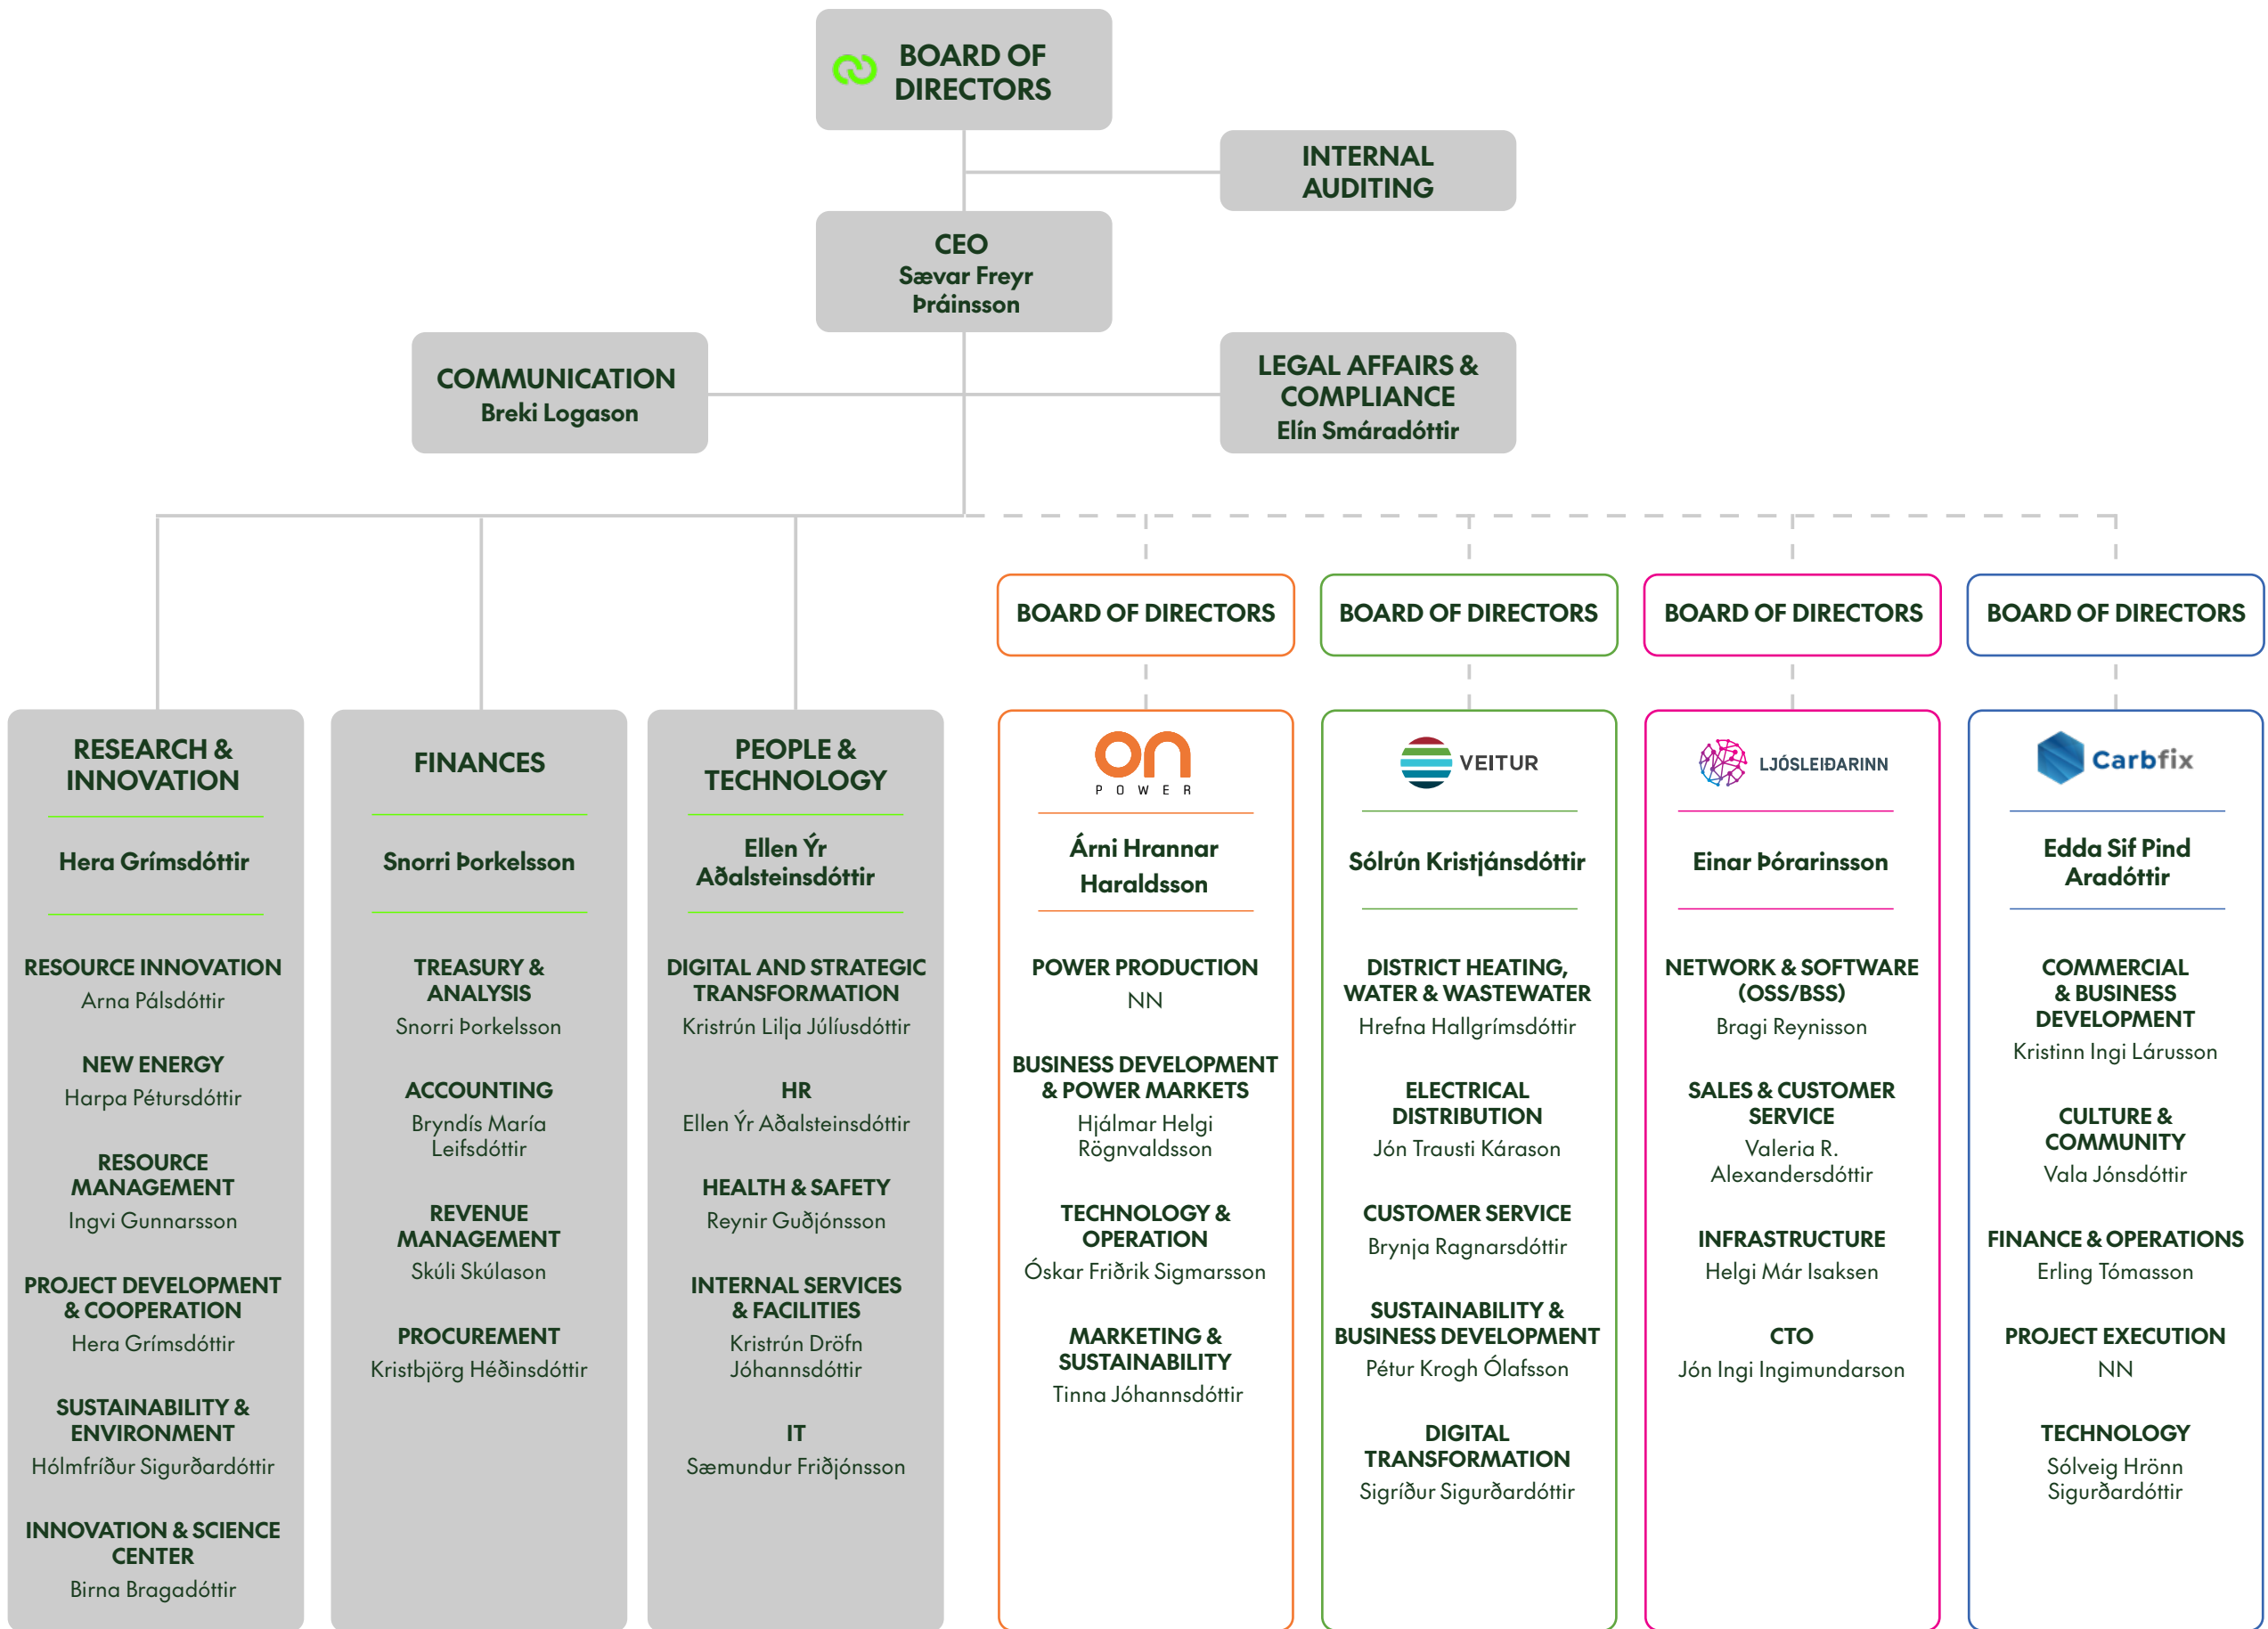 BOARD OF
DIRECTORS
INTERNAL
AUDITING
CEO
Sævar Freyr
Þráinsson
COMMUNICATION
Breki Logason
LEGAL AFFAIRS &
COMPLIANCE
Elín Smáradóttir
BOARD OF DIRECTORS
BOARD OF DIRECTORS
BOARD OF DIRECTORS
BOARD OF DIRECTORS
RESEARCH &
INNOVATION
Hera Grímsdóttir
RESOURCE INNOVATION
Arna Pálsdóttir
NEW ENERGY
Harpa Pétursdóttir
RESOURCE
MANAGEMENT
Ingvi Gunnarsson
PROJECT DEVELOPMENT
& COOPERATION
Hera Grímsdóttir
SUSTAINABILITY &
ENVIRONMENT
Hólmfríður Sigurðardóttir
INNOVATION & SCIENCE
CENTER
Birna Bragadóttir
FINANCES
Snorri Þorkelsson
TREASURY &
ANALYSIS
Snorri Þorkelsson
ACCOUNTING
Bryndís María
Leifsdóttir
REVENUE
MANAGEMENT
Skúli Skúlason
PROCUREMENT
Kristbjörg Héðinsdóttir
PEOPLE &
TECHNOLOGY
Ellen Ýr
Aðalsteinsdóttir
DIGITAL AND STRATEGIC
TRANSFORMATION
Kristrún Lilja Júlíusdóttir
HR
Ellen Ýr Aðalsteinsdóttir
HEALTH & SAFETY
Reynir Guðjónsson
INTERNAL SERVICES
& FACILITIES
Kristrún Dröfn
Jóhannsdóttir
IT
Sæmundur Friðjónsson
on
POWER
Árni Hrannar
Haraldsson
POWER PRODUCTION
NN
BUSINESS DEVELOPMENT
& POWER MARKETS
Hjálmar Helgi
Rögnvaldsson
TECHNOLOGY &
OPERATION
Óskar Friðrik Sigmarsson
MARKETING &
SUSTAINABILITY
Tinna Jóhannsdóttir
VEITUR
Sólrún Kristjánsdóttir
DISTRICT HEATING,
WATER & WASTEWATER
Hrefna Hallgrímsdóttir
ELECTRICAL
DISTRIBUTION
Jón Trausti Kárason
CUSTOMER SERVICE
Brynja Ragnarsdóttir
SUSTAINABILITY &
BUSINESS DEVELOPMENT
Pétur Krogh Ólafsson
DIGITAL
TRANSFORMATION
Sigríður Sigurðardóttir
LJÓSLEIÐARINN
Einar Þórarinsson
NETWORK & SOFTWARE
(OSS/BSS)
Bragi Reynisson
SALES & CUSTOMER
SERVICE
Valeria R.
Alexandersdóttir
INFRASTRUCTURE
Helgi Már Isaksen
CTO
Jón Ingi Ingimundarson
Carbfix
Edda Sif Pind
Aradóttir
COMMERCIAL
& BUSINESS
DEVELOPMENT
Kristinn Ingi Lárusson
CULTURE &
COMMUNITY
Vala Jónsdóttir
FINANCE & OPERATIONS
Erling Tómasson
PROJECT EXECUTION
NN
TECHNOLOGY
Sólveig Hrönn
Sigurðardóttir